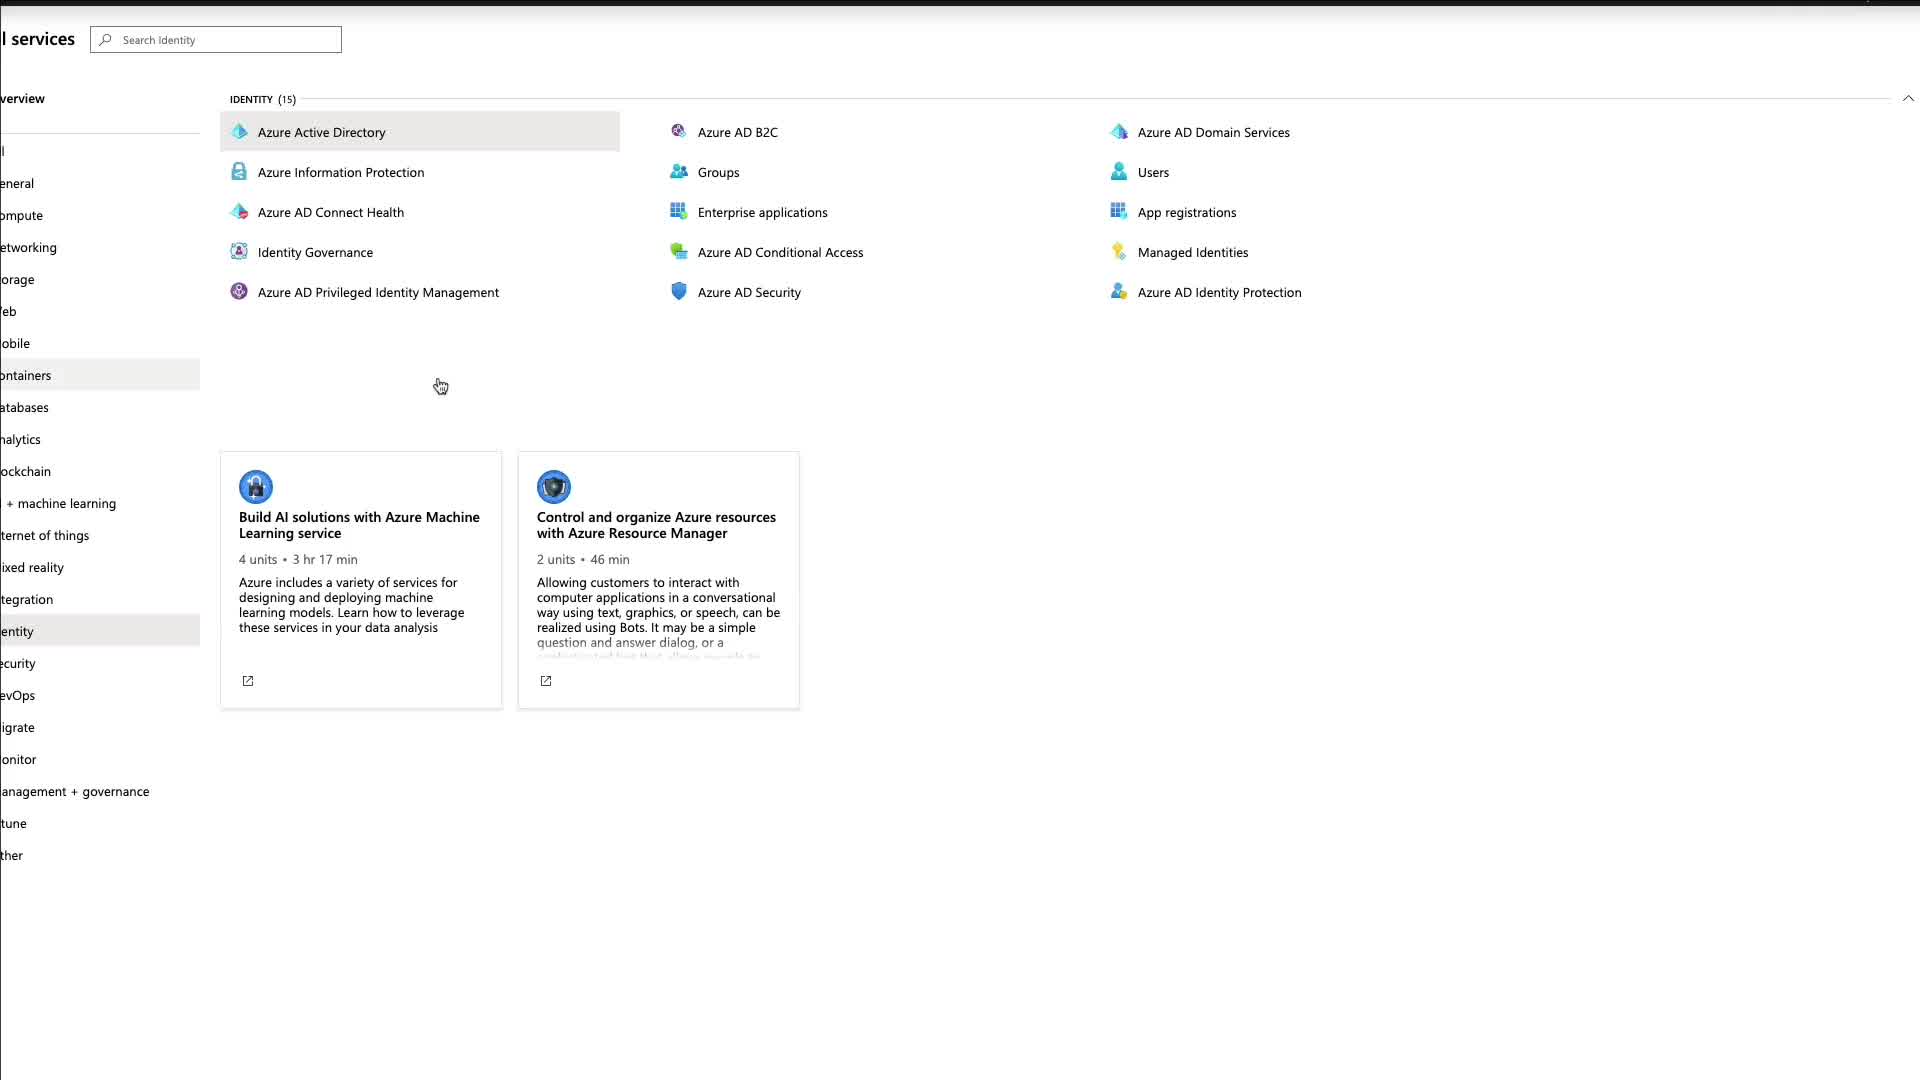 l services
Search Identity
verview
l
eneral
ompute
etworking
orage
eb
obile
ontainers
atabases
nalytics
ockchain
+ machine learning
ternet of things
ixed reality
tegration
entity
ecurity
evOps
igrate
onitor
anagement + governance
tune
ther
IDENTITY (15)
Azure Active Directory
Azure AD B2C
Azure AD Domain Services
Azure Information Protection
Groups
Users
Azure AD Connect Health
Enterprise applications
App registrations
Identity Governance
Azure AD Conditional Access
Managed Identities
Azure AD Privileged Identity Management
Azure AD Security
Azure AD Identity Protection
Build AI solutions with Azure Machine
Learning service
4 units • 3 hr 17 min
Azure includes a variety of services for
designing and deploying machine
learning models. Learn how to leverage
these services in your data analysis
Control and organize Azure resources
with Azure Resource Manager
2 units • 46 min
Allowing customers to interact with
computer applications in a conversational
way using text, graphics, or speech, can be
realized using Bots. It may be a simple
question and answer dialog, or a